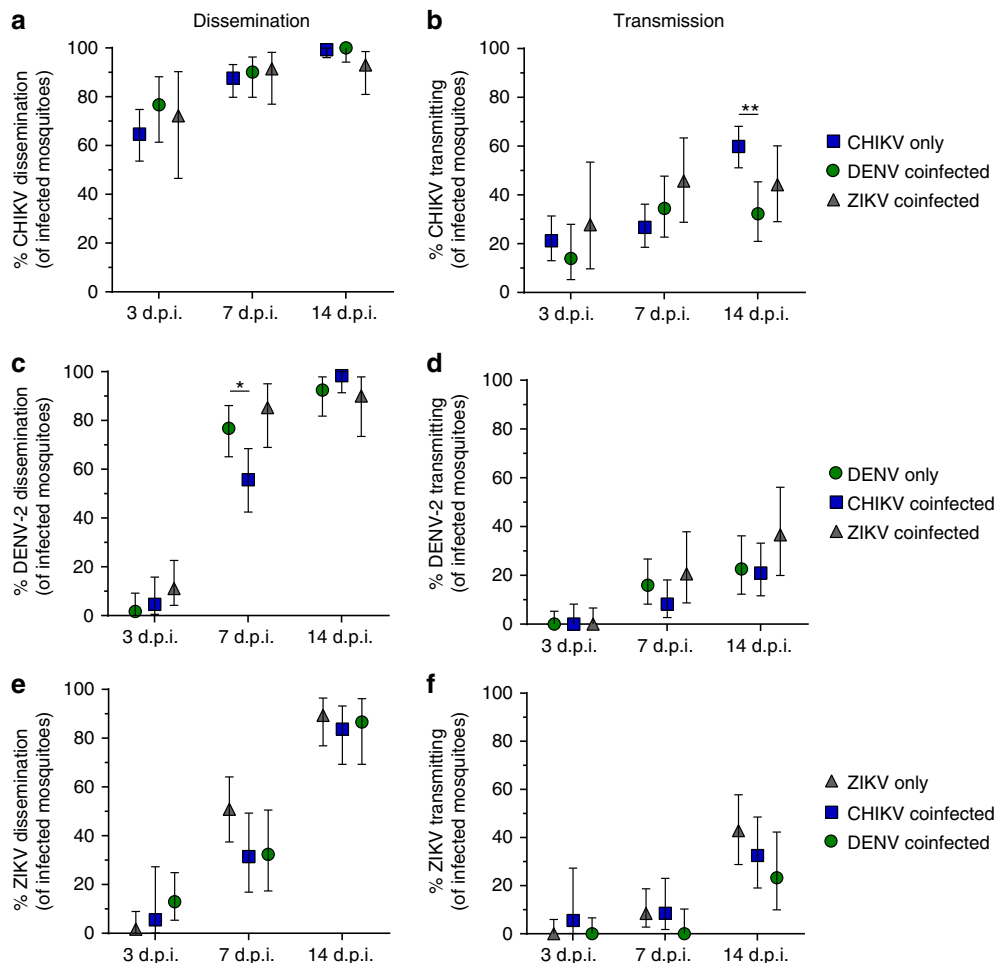 a
Dissemination
% CHIKV dissemination
(of infected mosquitoes)
100
80
60
40
20
0
3 d.p.i.
7 d.p.i.
14 d.p.i.
b
Transmission
% CHIKV transmitting
(of infected mosquitoes)
100
80
60
40
20
0
**
3 d.p.i.
7 d.p.i.
14 d.p.i.
CHIKV only
DENV coinfected
ZIKV coinfected
c
% DENV-2 dissemination
(of infected mosquitoes)
100
80
60
40
20
0
*
3 d.p.i.
7 d.p.i.
14 d.p.i.
d
% DENV-2 transmitting
(of infected mosquitoes)
100
80
60
40
20
0
3 d.p.i.
7 d.p.i.
14 d.p.i.
DENV only
CHIKV coinfected
ZIKV coinfected
e
% ZIKV dissemination
(of infected mosquitoes)
100
80
60
40
20
0
3 d.p.i.
7 d.p.i.
14 d.p.i.
f
% ZIKV transmitting
(of infected mosquitoes)
100
80
60
40
20
0
3 d.p.i.
7 d.p.i.
14 d.p.i.
ZIKV only
CHIKV coinfected
DENV coinfected